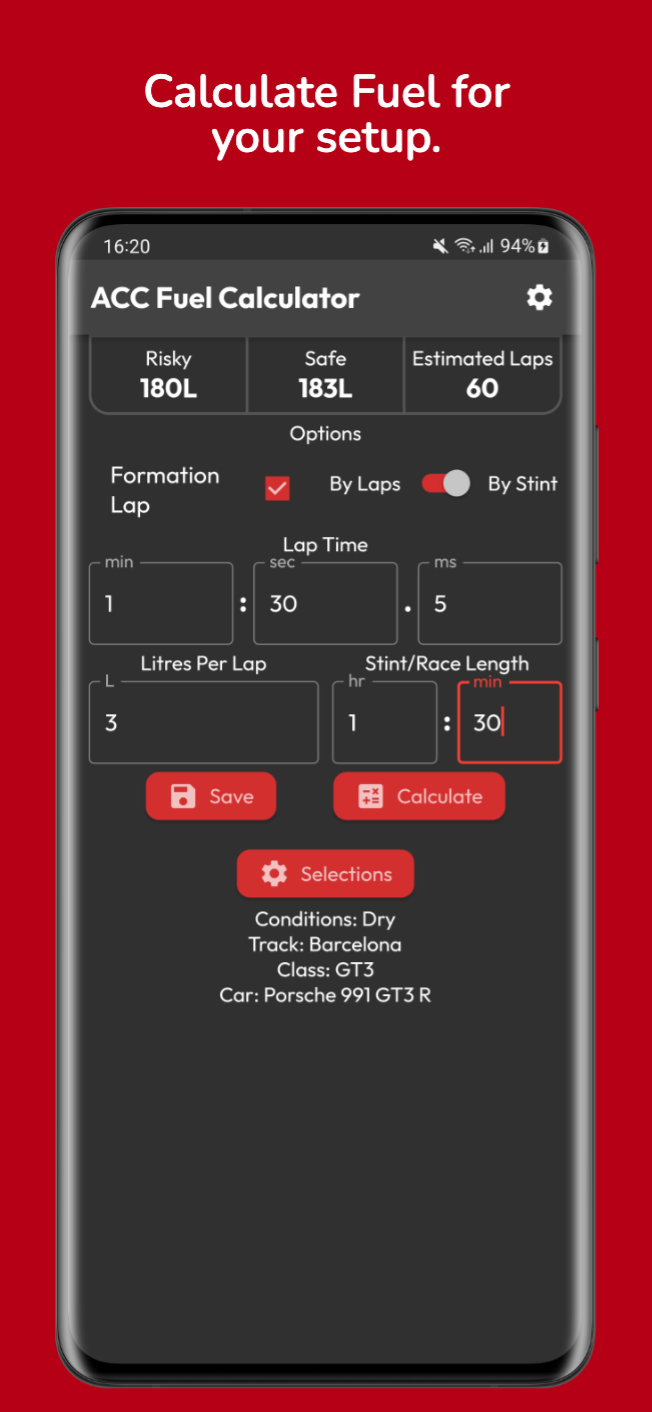 Calculate Fuel for
your setup.
16:20
94%
ACC Fuel Calculator
Risky
Safe
Estimated Laps
180L
183L
60
Options
Formation
Lap
By Laps
By Stint
Lap Time
min
sec
ms
1
:
30
.
5
Litres Per Lap
Stint/Race Length
L
hr
min
3
1
:
30
Save
Calculate
Selections
Conditions: Dry
Track: Barcelona
Class: GT3
Car: Porsche 991 GT3 R